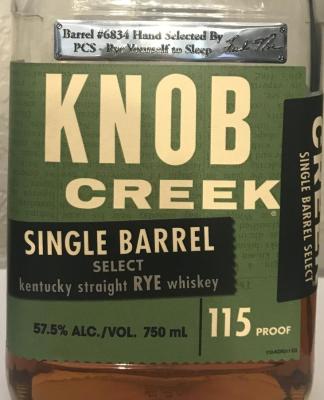 Barrel #6834 Hand Selected By
PCS - Rye Yourself to Sleep
KNOB
CREEK®
SINGLE BARREL
SELECT
kentucky straight RYE whiskey
57.5% ALC./VOL. 750 mL
115 PROOF
CREEK
SINGLE BARREL SELECT